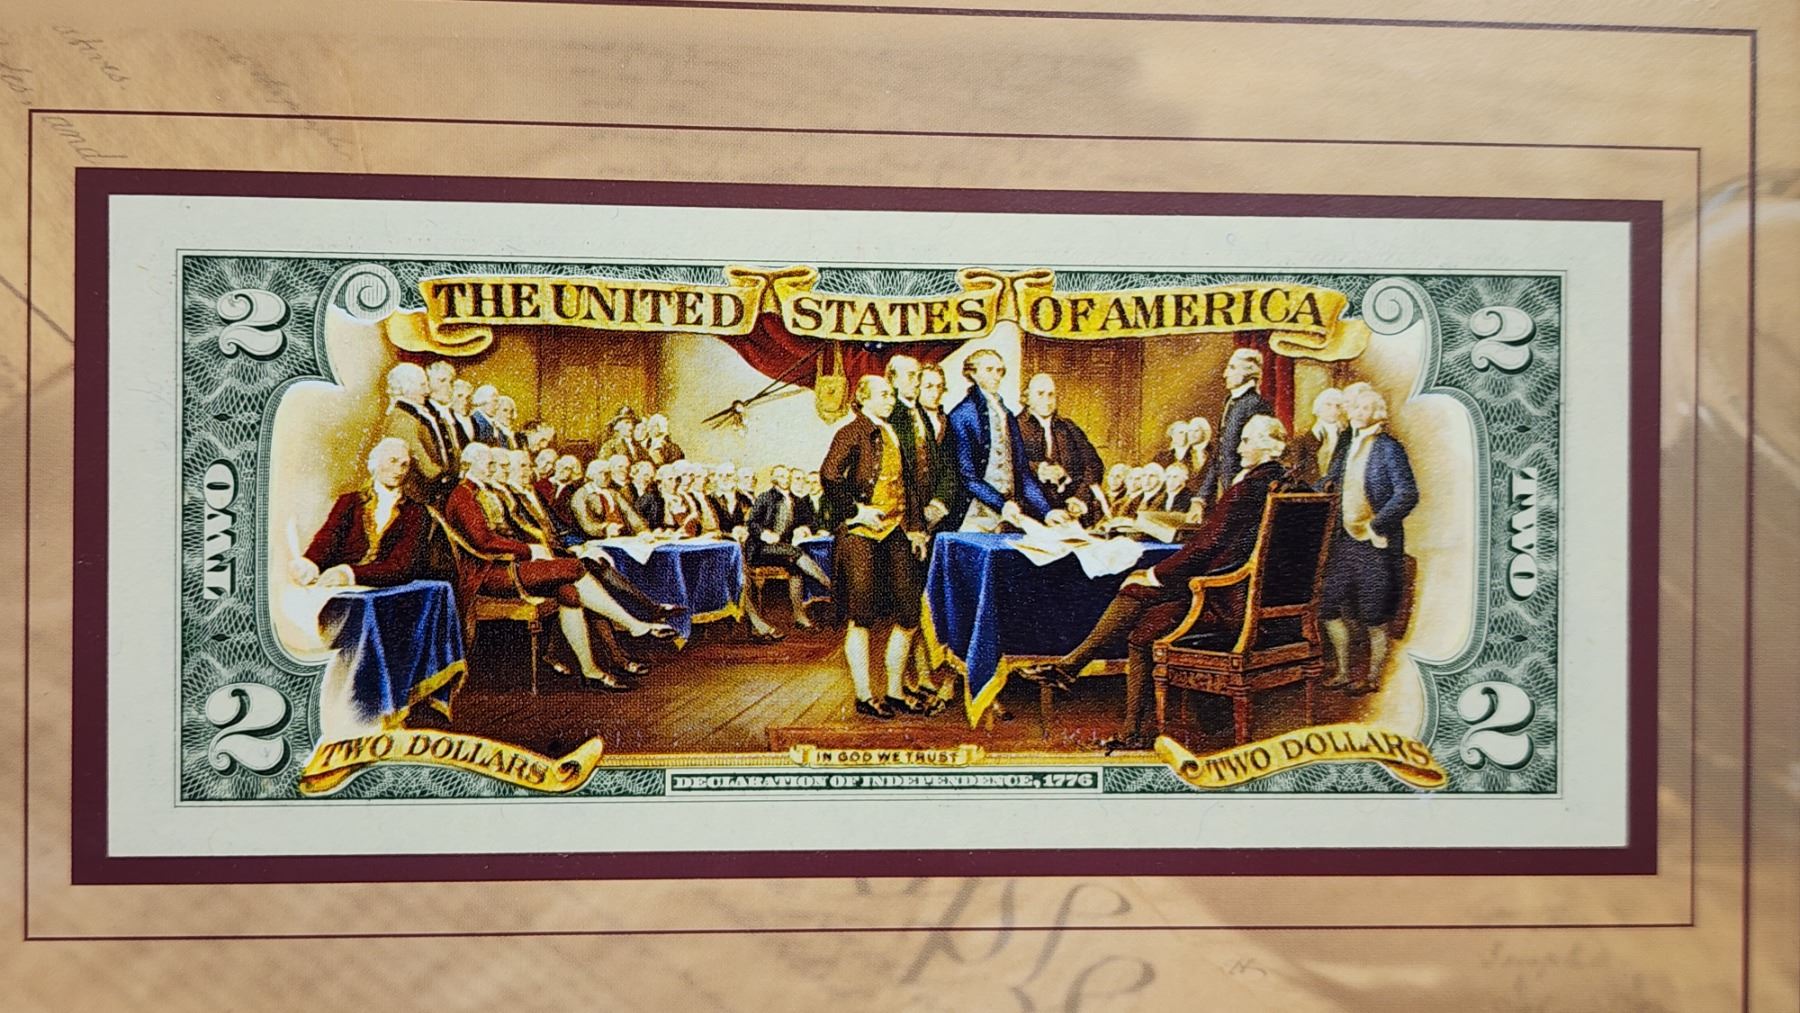 THE UNITED STATES OF AMERICA
2
2
TWO
TWO
2
2
TWO DOLLARS
IN GOD WE TRUST
TWO DOLLARS
DECLARATION OF INDEPENDENCE, 1776
and